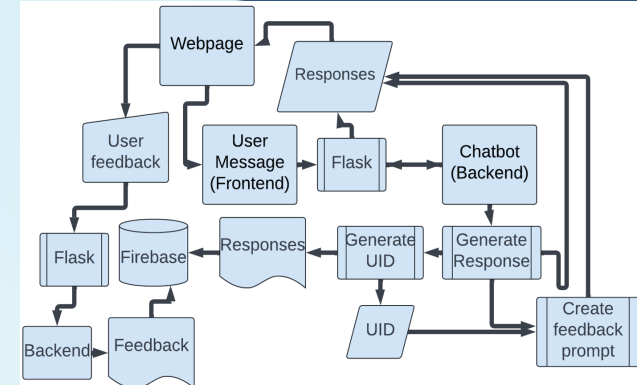 Webpage
Responses
User
feedback
User
Message
(Frontend)
Flask
Chatbot
(Backend)
Flask
Firebase
Responses
Generate
UID
Generate
Response
Backend
Feedback
UID
Create
feedback
prompt